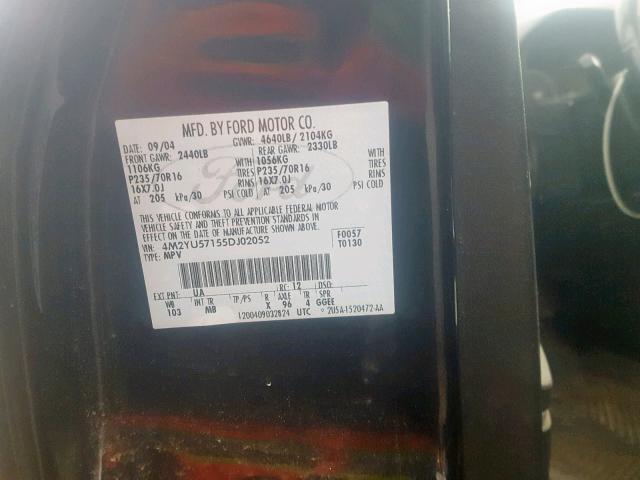 MFD. BY FORD MOTOR CO.
DATE: 09/04 GVWR: 4640LB/ 2104KG
FRONT GAWR: 2440LB REAR GAWR: 2330LB
1106KG WITH 1056KG WITH
P235/70R16 TIRES P235/70R16 TIRES
16X7.0J RIMS 16X7.0J RIMS
AT 205 kPa/30 PSI COLD AT 205 kPa/30 PSI COLD
THIS VEHICLE CONFORMS TO ALL APPLICABLE FEDERAL MOTOR
VEHICLE SAFETY AND THEFT PREVENTION STANDARDS IN
EFFECT ON THE DATE OF MANUFACTURE SHOWN ABOVE.
VIN: 4M2YU57155DJ02052 F0057
TYPE: MPV T0130
EXT PNT: UA RC: 12 DSO:
WB INT TR TP/PS R AXLE TR SPR
103 MB X 96 4 GGEE
1200409032824 UTC 2U5A-1520472-AA
Ford